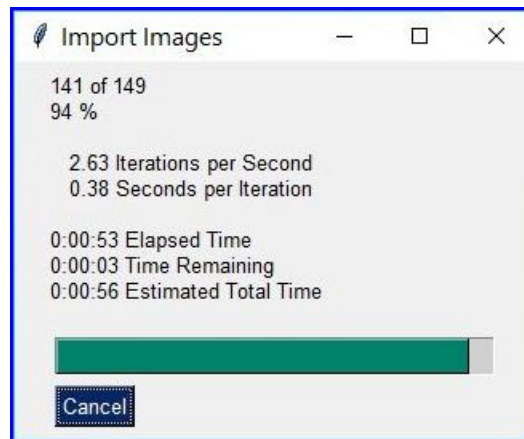 Import Images
141 of 149
94 %
2.63 Iterations per Second
0.38 Seconds per Iteration
0:00:53 Elapsed Time
0:00:03 Time Remaining
0:00:56 Estimated Total Time
Cancel